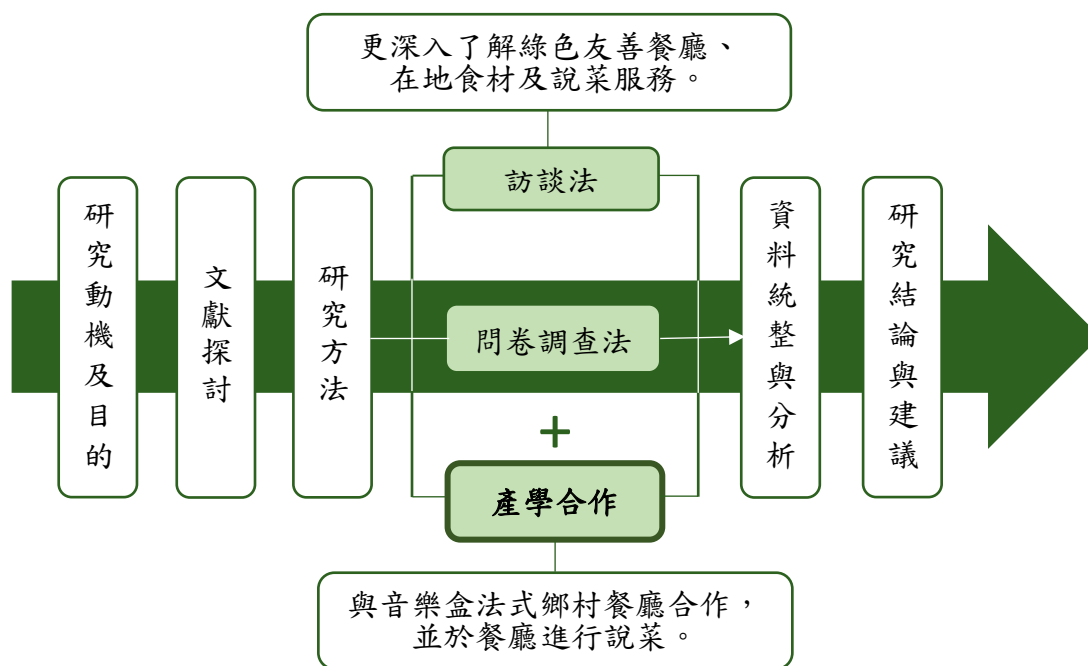 更深入了解綠色友善餐廳、
在地食材及說菜服務。
研究動機及目的
文獻探討
研究方法
訪談法
問卷調查法
+
產學合作
資料統整與分析
研究結論與建議
與音樂盒法式鄉村餐廳合作，
並於餐廳進行說菜。